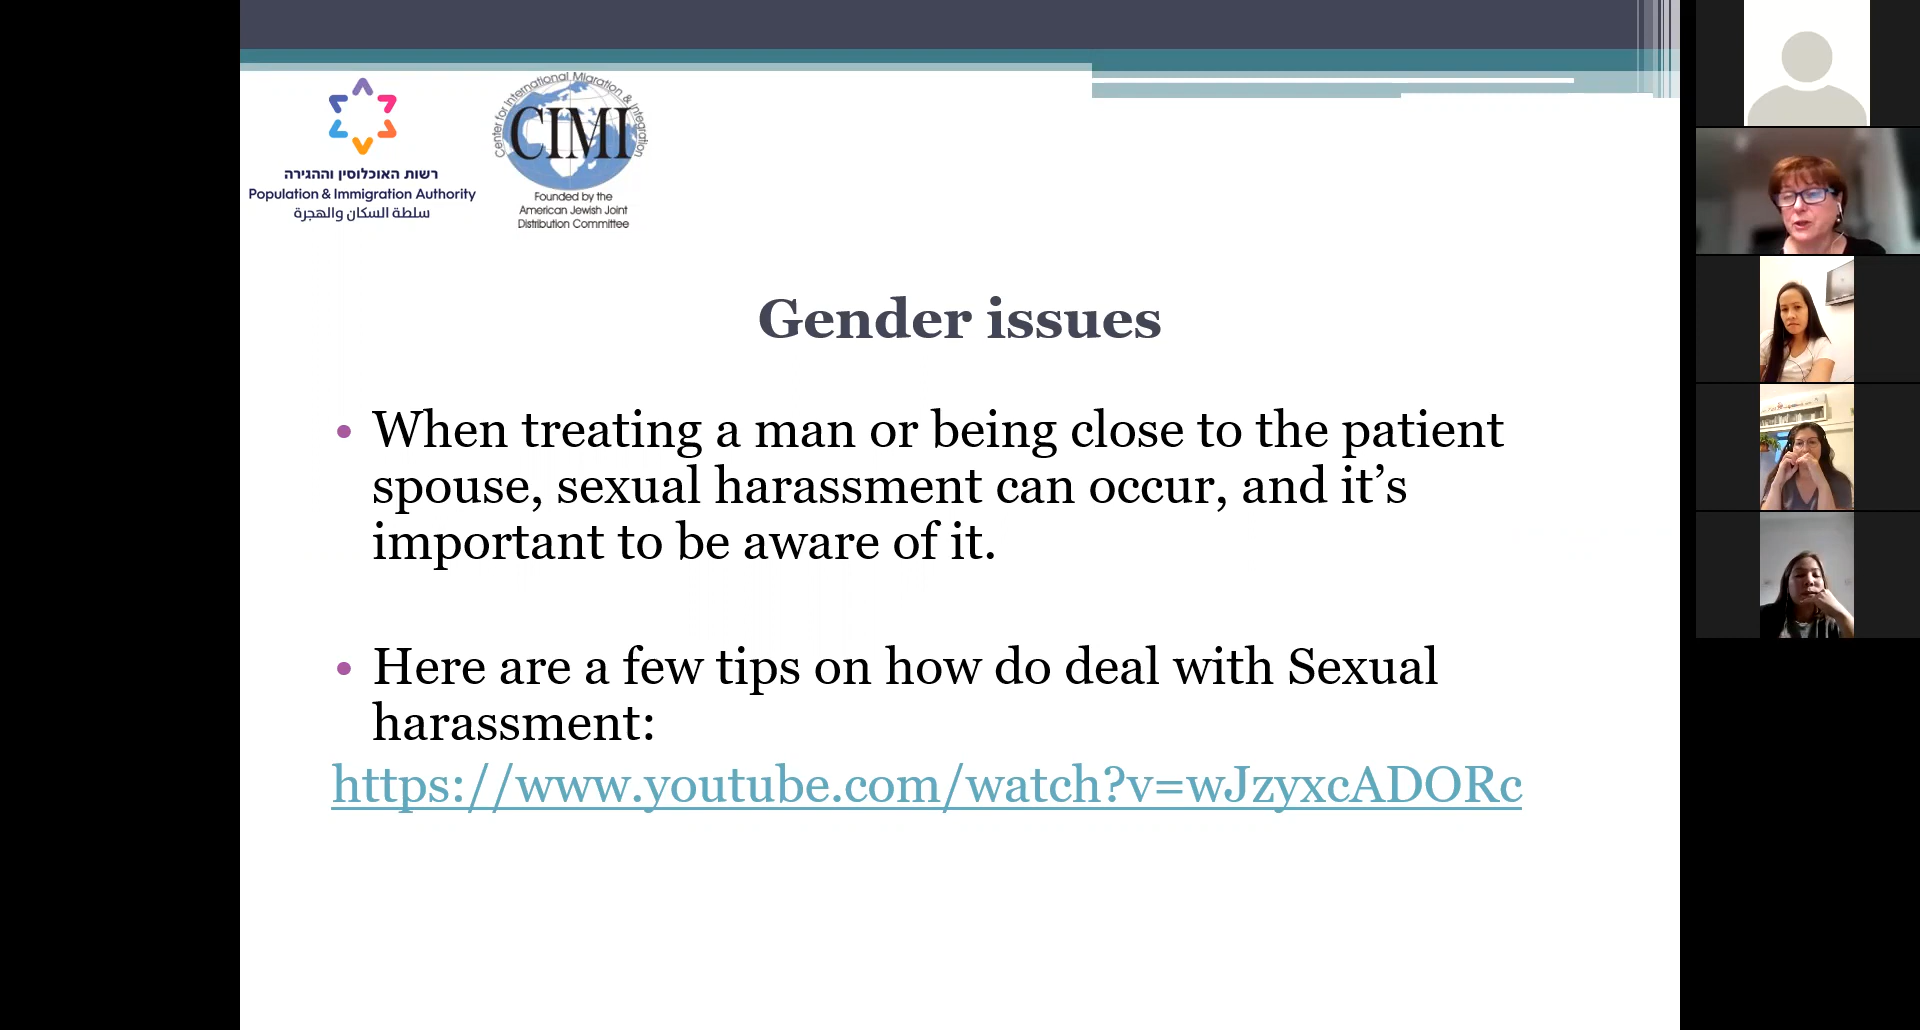 רשות האוכלוסין וההגירה
Population & Immigration Authority
سلطة السكان والهجرة
Center for International Migration & Integration
CIMI
Founded by the
American Jewish Joint
Distribution Committee
Gender issues
• When treating a man or being close to the patient
spouse, sexual harassment can occur, and it’s
important to be aware of it.
• Here are a few tips on how do deal with Sexual
harassment:
https://www.youtube.com/watch?v=wJzyxcADORc